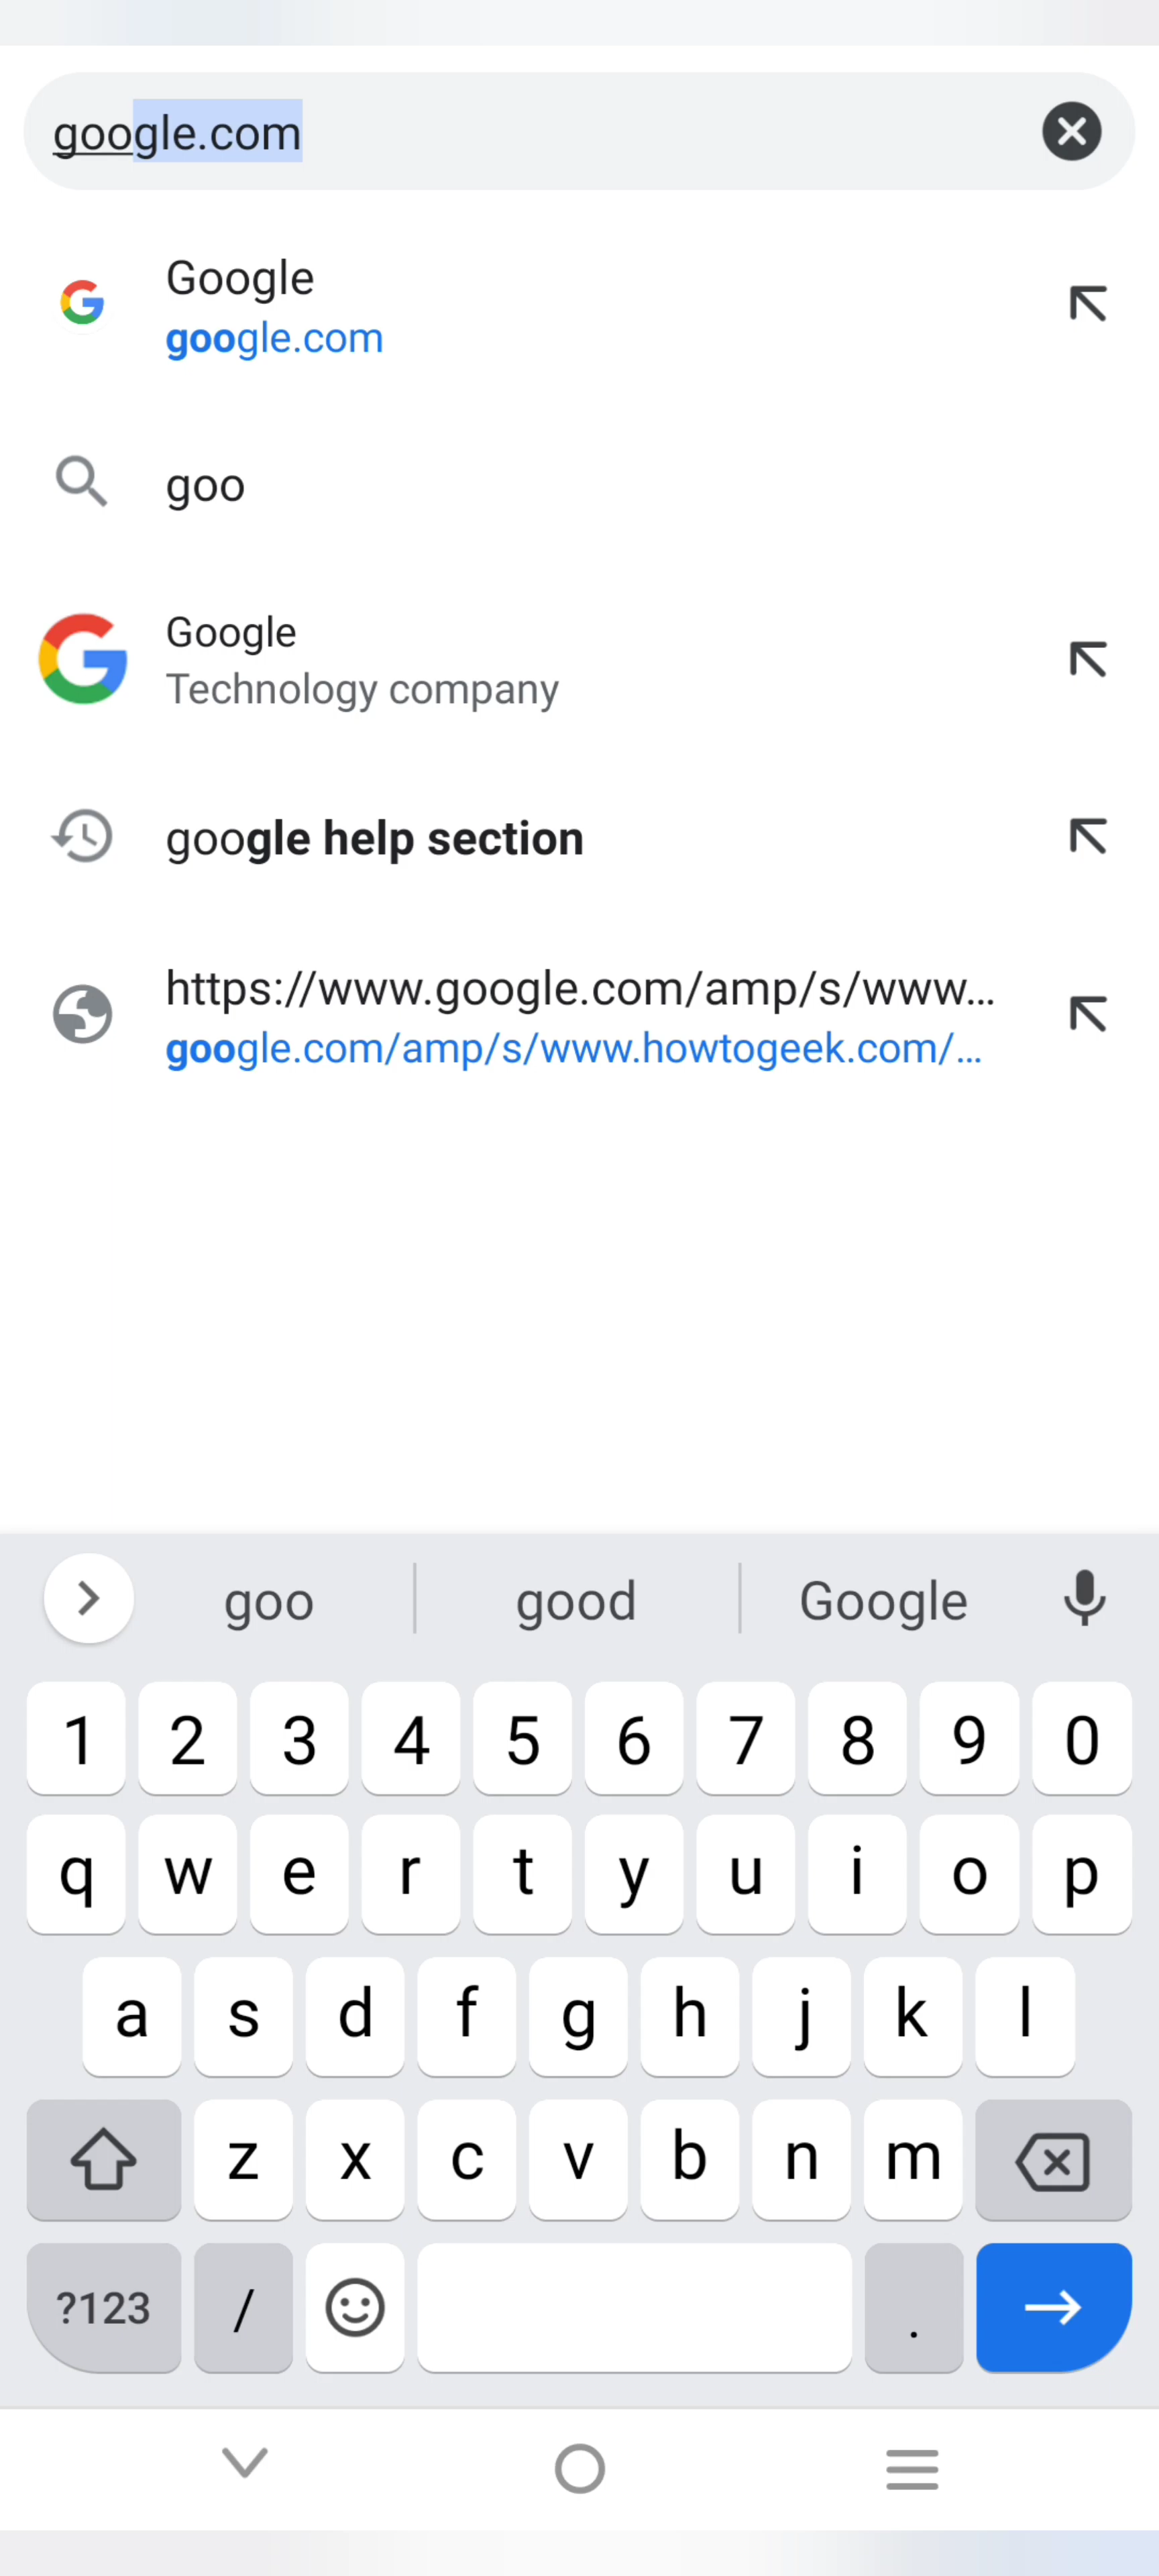 google.com
Google
google.com
goo
Google
Technology company
google help section
https://www.google.com/amp/s/www...
google.com/amp/s/www.howtogeek.com/...
goo good Google
1 2 3 4 5 6 7 8 9 0
q w e r t y u i o p
a s d f g h j k l
z x c v b n m
?123 / .